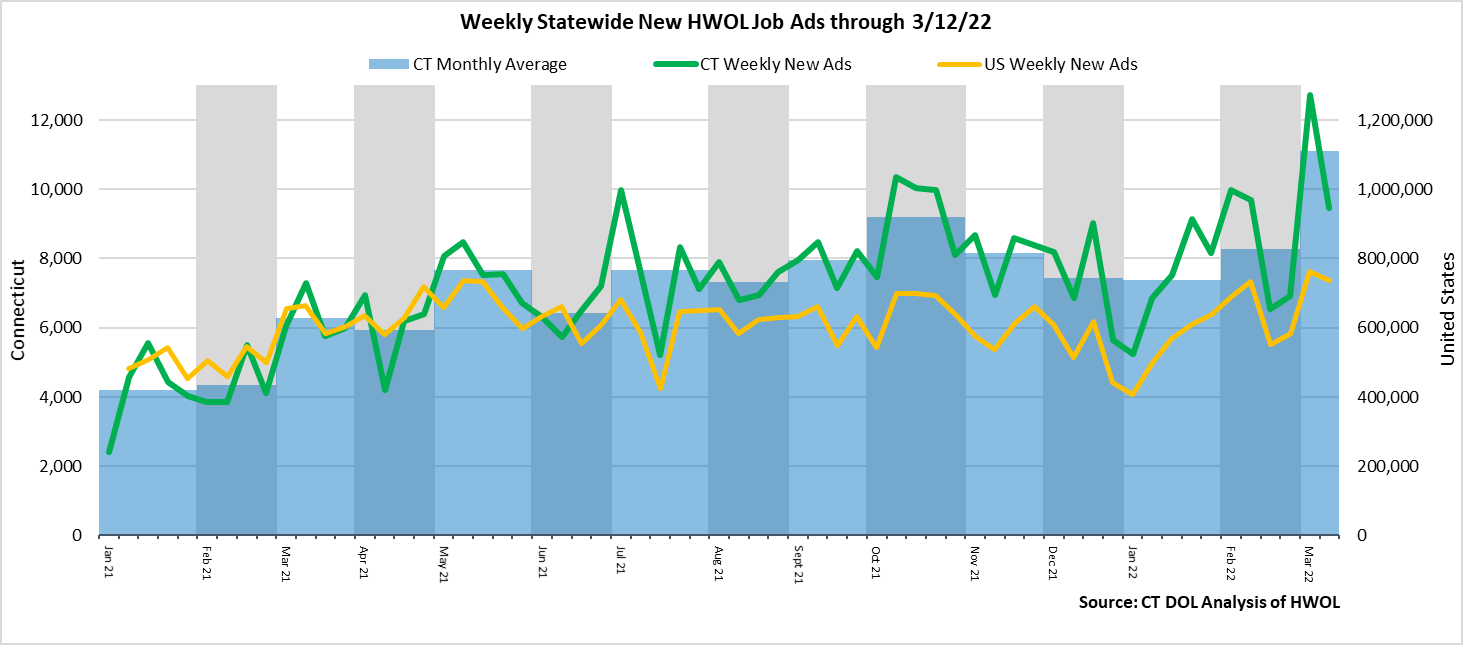 Weekly Statewide New HWOL Job Ads through 3/12/22
CT Monthly Average CT Weekly New Ads US Weekly New Ads
Connecticut
12,000
10,000
8,000
6,000
4,000
2,000
0
1,200,000
1,000,000
800,000
600,000
400,000
200,000
0
United States
Jan 21
Feb 21
Mar 21
Apr 21
May 21
Jun 21
Jul 21
Aug 21
Sept 21
Oct 21
Nov 21
Dec 21
Jan 22
Feb 22
Mar 22
Source: CT DOL Analysis of HWOL